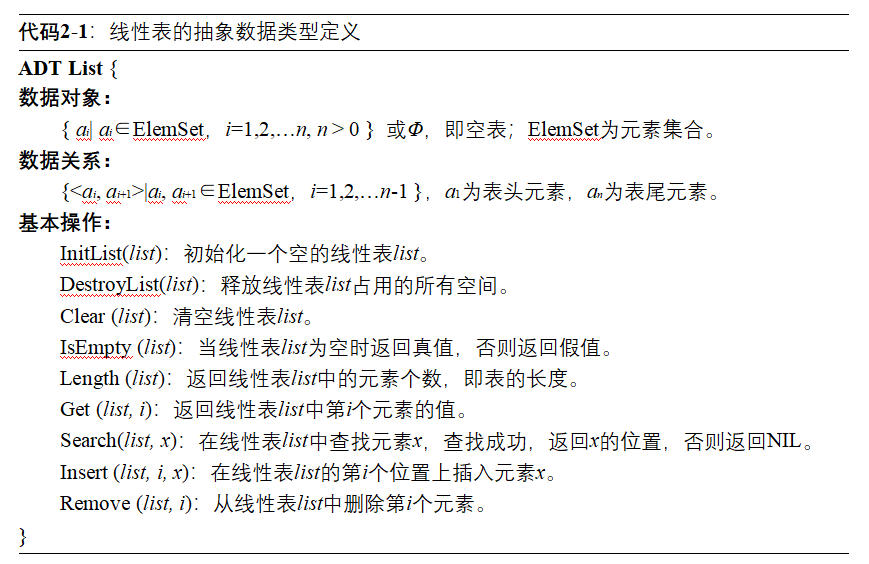 代码2-1：线性表的抽象数据类型定义
ADT List {
数据对象：
{ ai| ai∈ElemSet，i=1,2,…n, n > 0 } 或Φ，即空表；ElemSet为元素集合。
数据关系：
{<ai, ai+1>|ai, ai+1∈ElemSet，i=1,2,…n-1 }，a1为表头元素，an为表尾元素。
基本操作：
InitList(list)：初始化一个空的线性表list。
DestroyList(list)：释放线性表list占用的所有空间。
Clear (list)：清空线性表list。
IsEmpty (list)：当线性表list为空时返回真值，否则返回假值。
Length (list)：返回线性表list中的元素个数，即表的长度。
Get (list, i)：返回线性表list中第i个元素的值。
Search(list, x)：在线性表list中查找元素x，查找成功，返回x的位置，否则返回NIL。
Insert (list, i, x)：在线性表list的第i个位置上插入元素x。
Remove (list, i)：从线性表list中删除第i个元素。
}